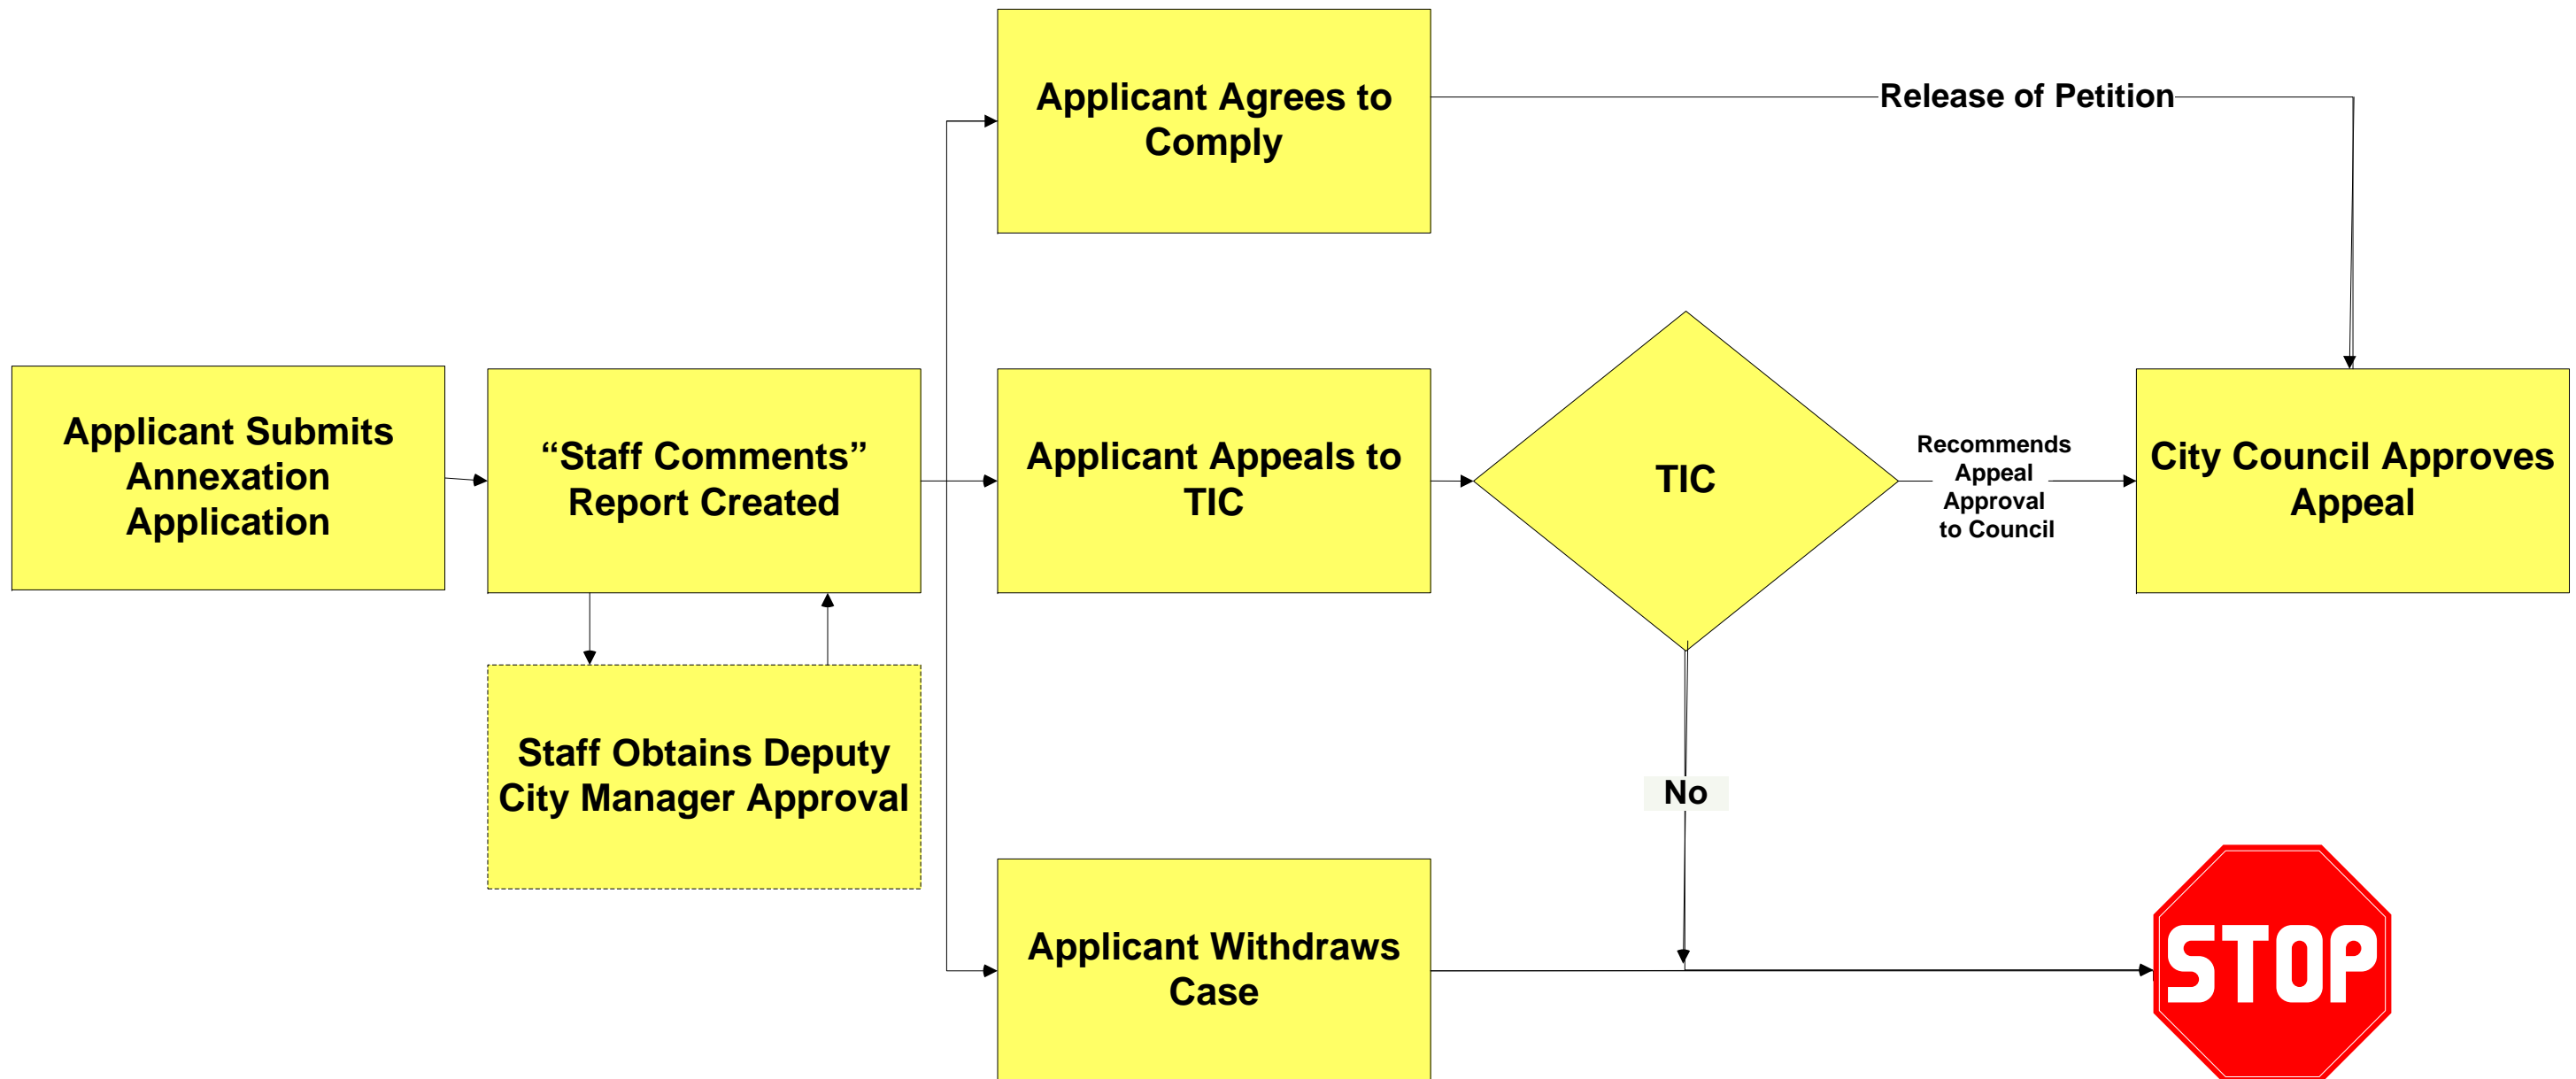 Applicant Agrees to
Comply
Release of Petition
Applicant Submits
Annexation
Application
“Staff Comments”
Report Created
Applicant Appeals to
TIC
TIC
Recommends
Appeal
Approval
to Council
City Council Approves
Appeal
Staff Obtains Deputy
City Manager Approval
No
Applicant Withdraws
Case
STOP